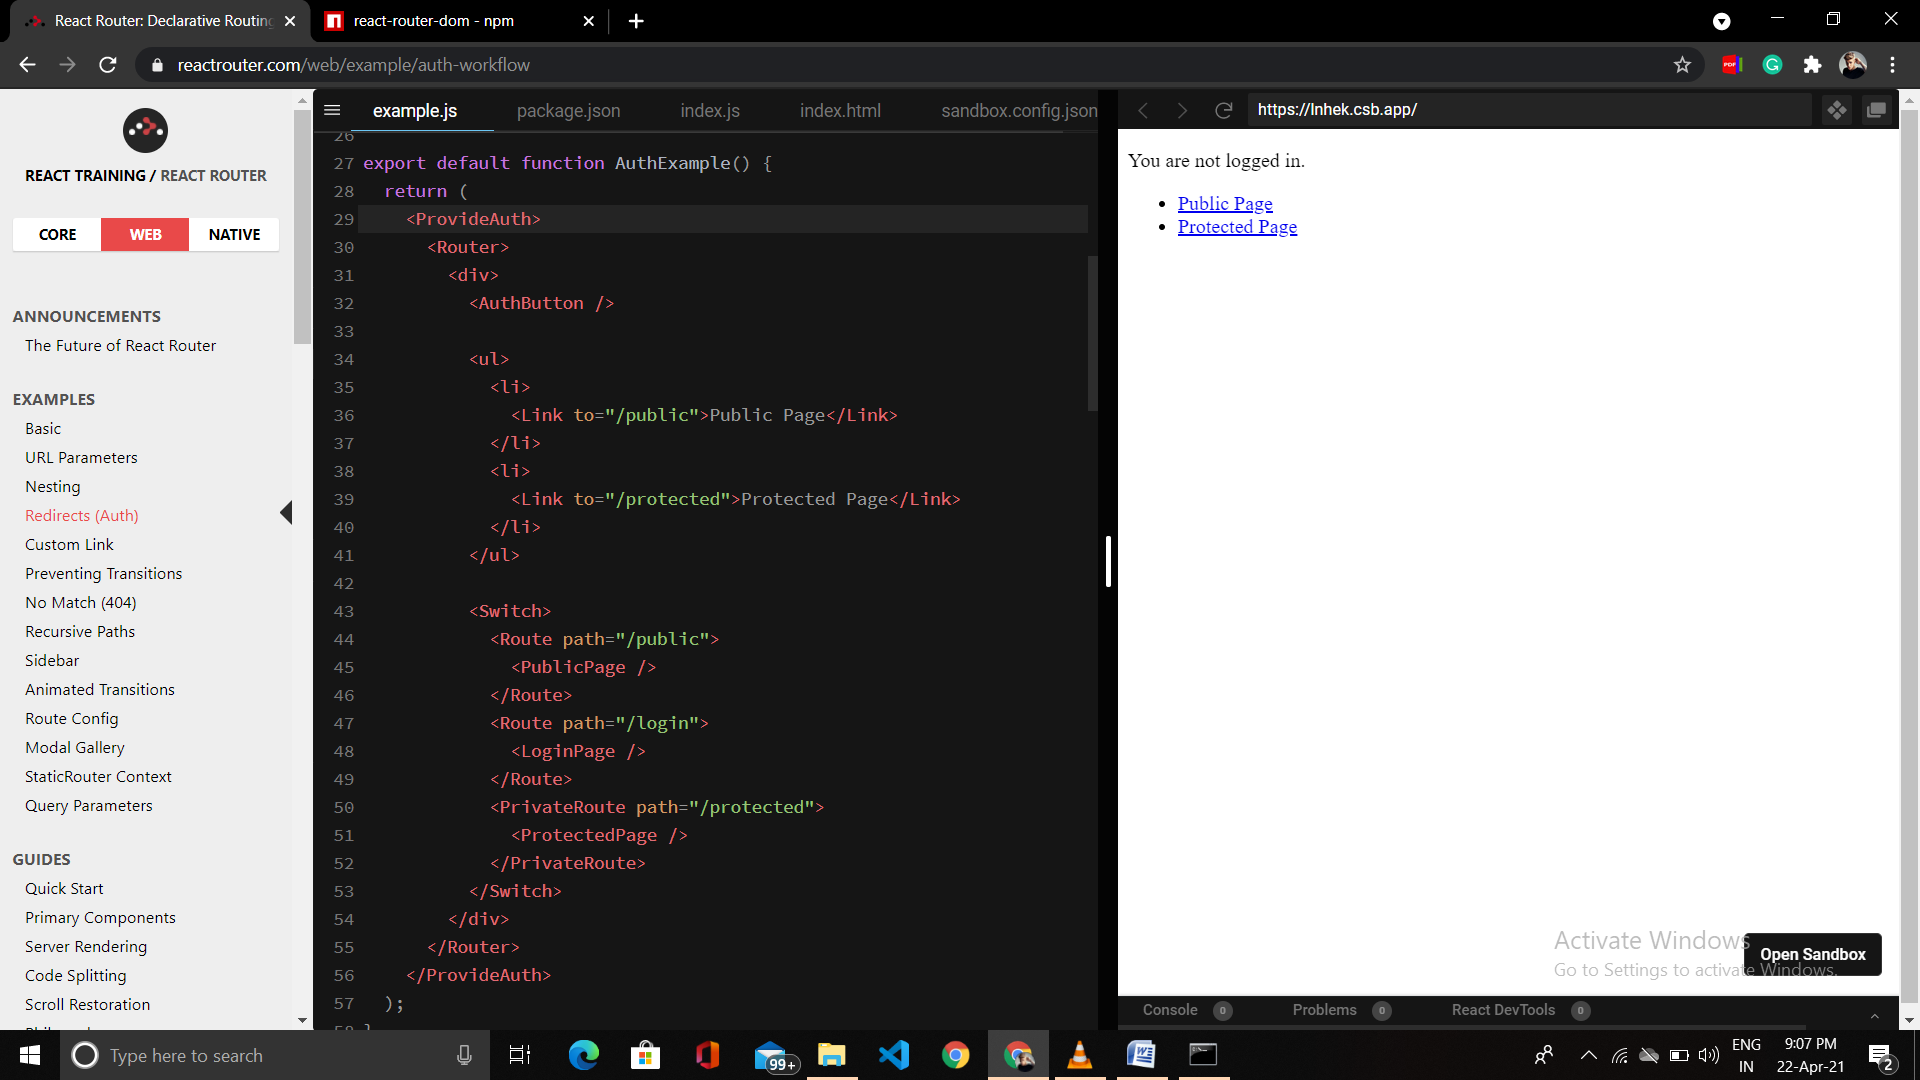 React Router: Declarative Routing
react-router-dom - npm
reactrouter.com/web/example/auth-workflow
PDF
REACT TRAINING / REACT ROUTER
CORE
WEB
NATIVE
ANNOUNCEMENTS
The Future of React Router
EXAMPLES
Basic
URL Parameters
Nesting
Redirects (Auth)
Custom Link
Preventing Transitions
No Match (404)
Recursive Paths
Sidebar
Animated Transitions
Route Config
Modal Gallery
StaticRouter Context
Query Parameters
GUIDES
Quick Start
Primary Components
Server Rendering
Code Splitting
Scroll Restoration
example.js
package.json
index.js
index.html
sandbox.config.json
26
27 export default function AuthExample() {
28 return (
29 <ProvideAuth>
30 <Router>
31 <div>
32 <AuthButton />
33
34 <ul>
35 <li>
36 <Link to="/public">Public Page</Link>
37 </li>
38 <li>
39 <Link to="/protected">Protected Page</Link>
40 </li>
41 </ul>
42
43 <Switch>
44 <Route path="/public">
45 <PublicPage />
46 </Route>
47 <Route path="/login">
48 <LoginPage />
49 </Route>
50 <PrivateRoute path="/protected">
51 <ProtectedPage />
52 </PrivateRoute>
53 </Switch>
54 </div>
55 </Router>
56 </ProvideAuth>
57 );
https://lnhek.csb.app/
You are not logged in.
• Public Page
• Protected Page
Activate Windows
Go to Settings to activate Windows.
Open Sandbox
Console 0
Problems 0
React DevTools 0
Type here to search
99+
ENG
IN
9:07 PM
22-Apr-21
2